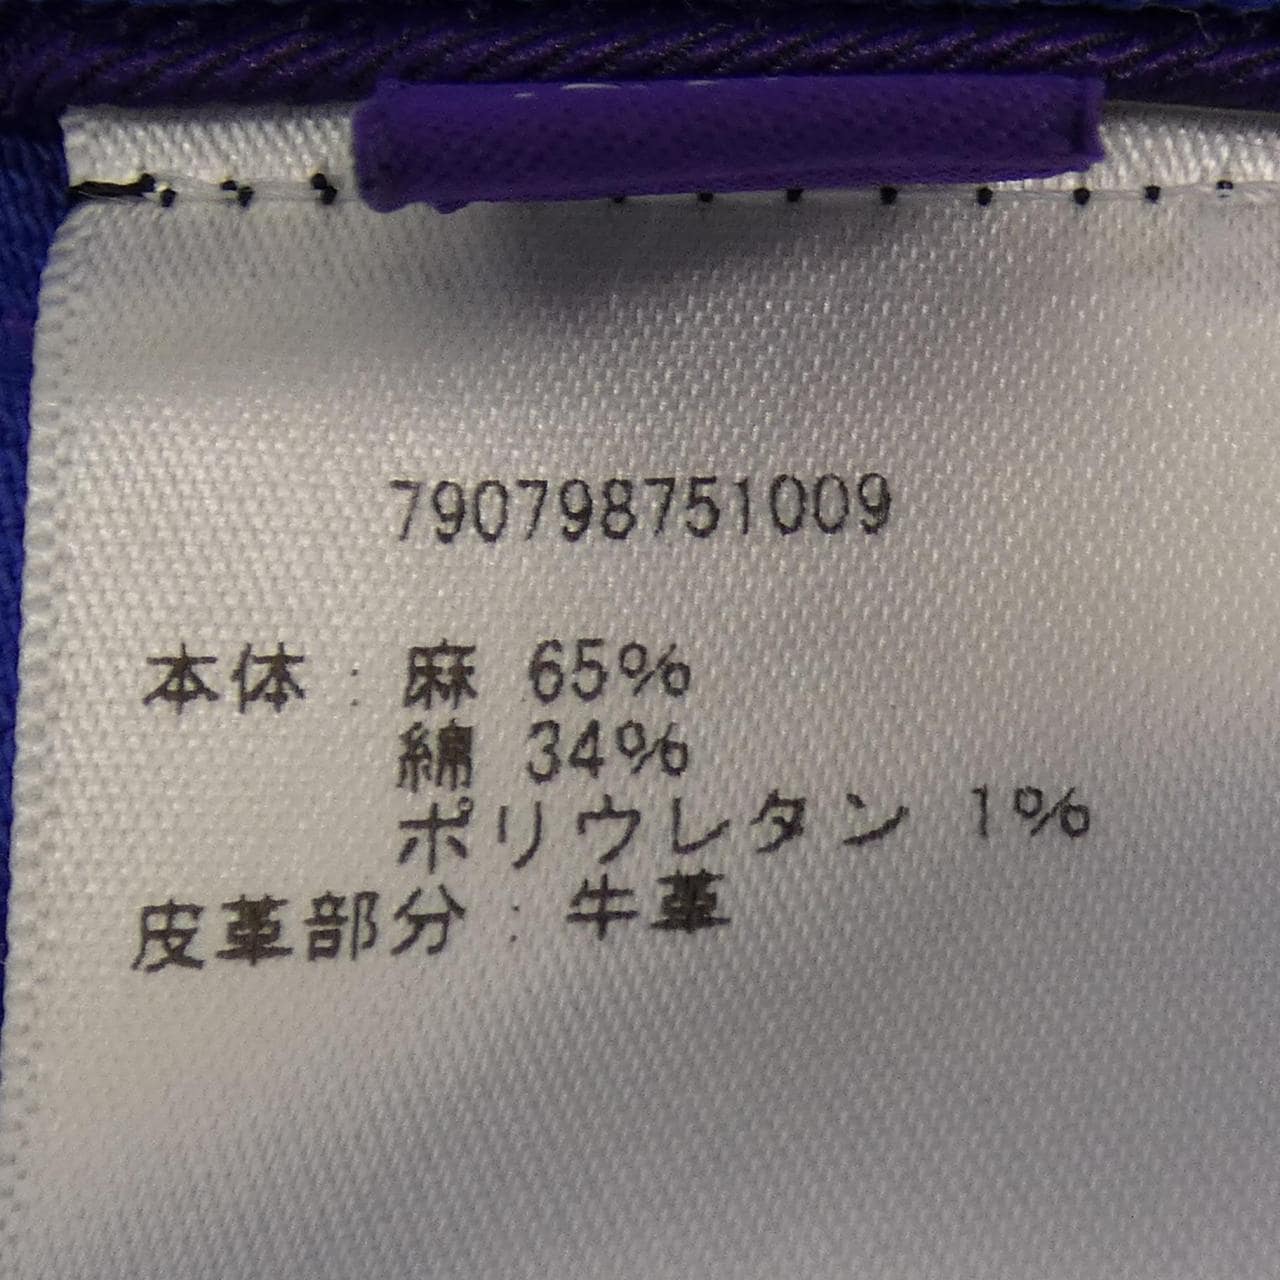 790798751009
本体：麻 65%
綿 34%
ポリウレタン 1%
皮革部分：牛革